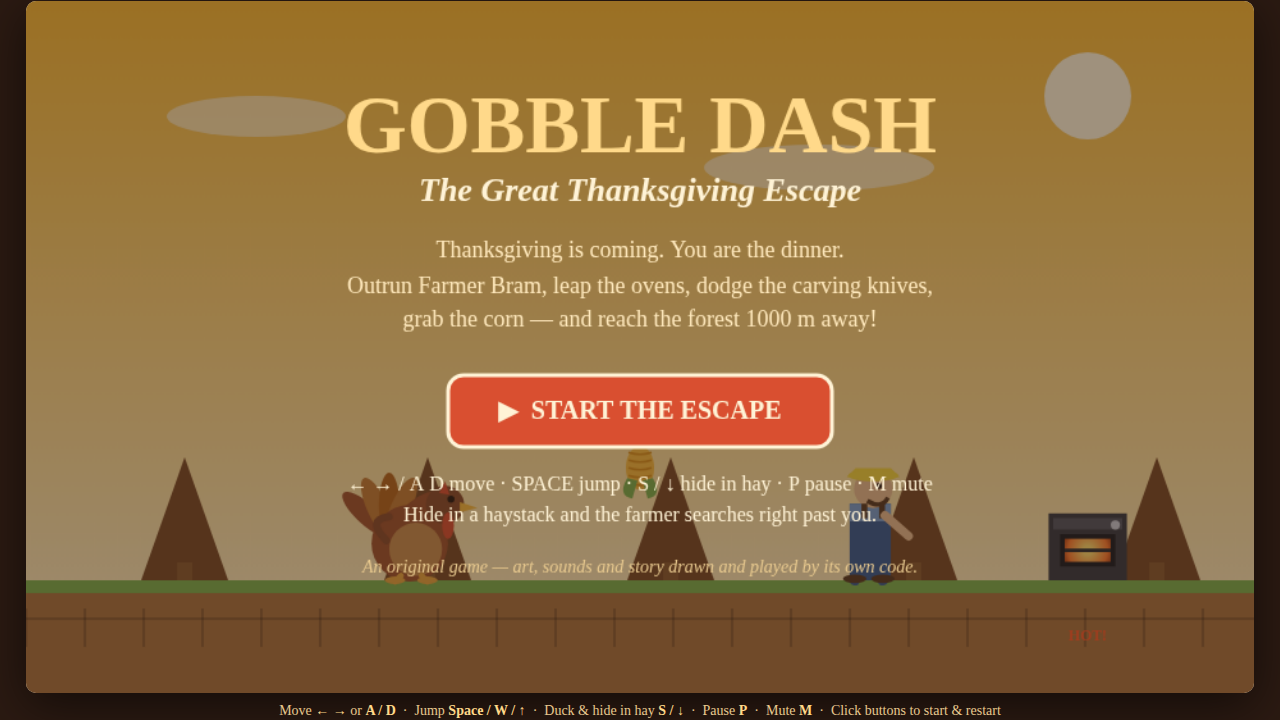 GOBBLE DASH
The Great Thanksgiving Escape
Thanksgiving is coming. You are the dinner.
Outrun Farmer Bram, leap the ovens, dodge the carving knives,
grab the corn — and reach the forest 1000 m away!
▶ START THE ESCAPE
← → / A D move · SPACE jump · S / ↓ hide in hay · P pause · M mute
Hide in a haystack and the farmer searches right past you.
An original game — art, sounds and story drawn and played by its own code.
HOT!
Move ← → or A / D · Jump Space / W / ↑ · Duck & hide in hay S / ↓ · Pause P · Mute M · Click buttons to start & restart